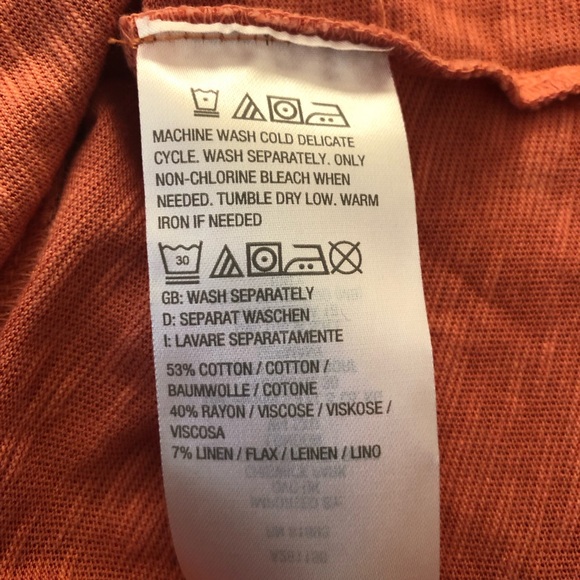 MACHINE WASH COLD DELICATE
CYCLE. WASH SEPARATELY. ONLY
NON-CHLORINE BLEACH WHEN
NEEDED. TUMBLE DRY LOW. WARM
IRON IF NEEDED
30
GB: WASH SEPARATELY
D: SEPARAT WASCHEN
I: LAVARE SEPARATAMENTE
53% COTTON / COTTON /
BAUMWOLLE / COTONE
40% RAYON / VISCOSE / VISKOSE /
VISCOSA
7% LINEN / FLAX / LEINEN / LINO